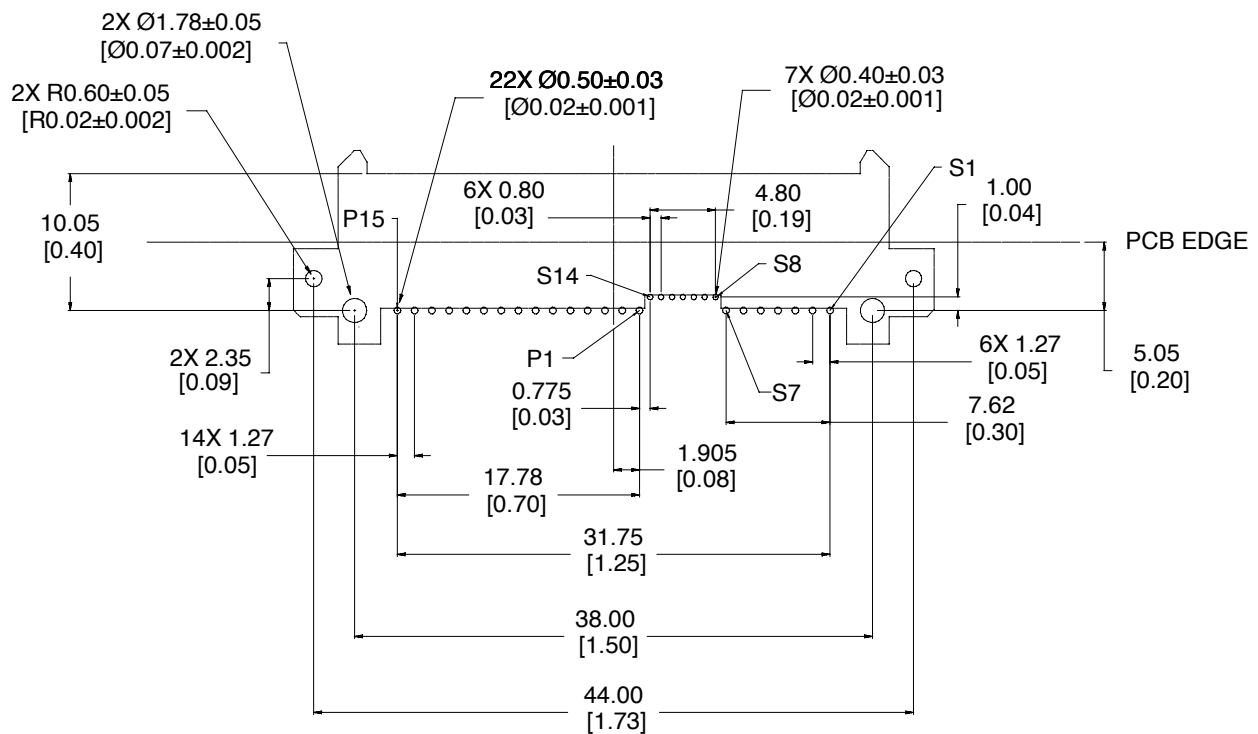 2X Ø1.78±0.05
[Ø0.07±0.002]
2X R0.60±0.05
[R0.02±0.002]
22X Ø0.50±0.03
[Ø0.02±0.001]
7X Ø0.40±0.03
[Ø0.02±0.001]
10.05
[0.40]
P15
6X 0.80
[0.03]
4.80
[0.19]
S1
1.00
[0.04]
PCB EDGE
S14
S8
2X 2.35
[0.09]
P1
S7
6X 1.27
[0.05]
5.05
[0.20]
0.775
[0.03]
7.62
[0.30]
14X 1.27
[0.05]
1.905
[0.08]
17.78
[0.70]
31.75
[1.25]
38.00
[1.50]
44.00
[1.73]